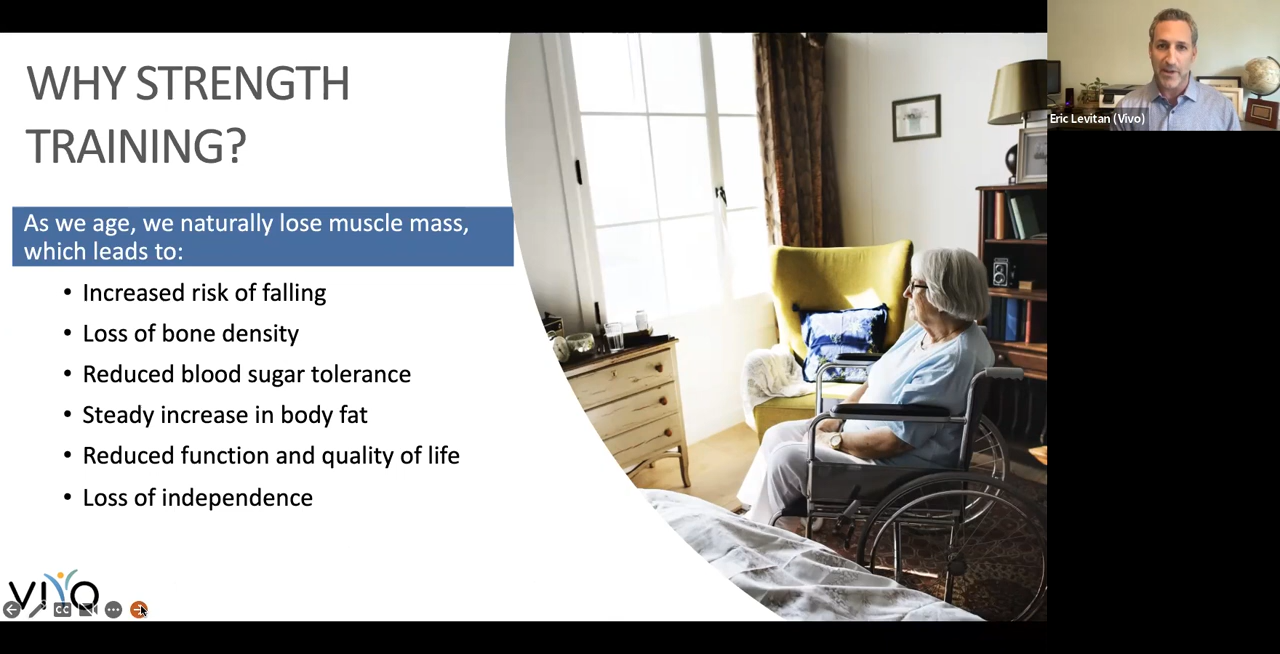 WHY STRENGTH
TRAINING?
As we age, we naturally lose muscle mass,
which leads to:
• Increased risk of falling
• Loss of bone density
• Reduced blood sugar tolerance
• Steady increase in body fat
• Reduced function and quality of life
• Loss of independence
VIVO
CC
Eric Levitan (Vivo)